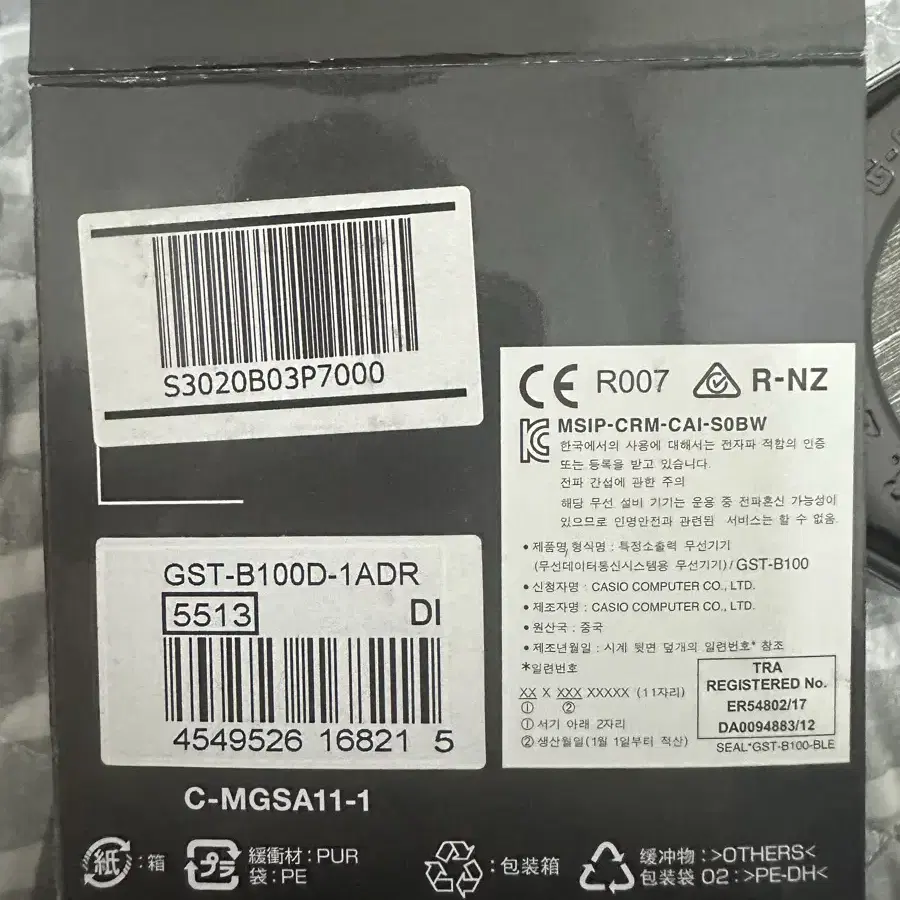 S3020B03P7000
CE R007 R-NZ
MSIP-CRM-CAI-S0BW
한국에서의 사용에 대해서는 전자파 적합의 인증
또는 등록을 받고 있습니다.
전파 간섭에 관한 주의
해당 무선 설비 기기는 운용 중 전파혼신 가능성이
있으므로 인명안전과 관련된 서비스는 할 수 없음.
• 제품명/형식명 : 특정소출력 무선기기
(무선데이터통신시스템용 무선기기) / GST-B100
• 신청자명 : CASIO COMPUTER CO., LTD.
• 제조자명 : CASIO COMPUTER CO., LTD.
• 원산국 : 중국
• 제조년월일 : 시계 뒷면 덮개의 일련번호* 참조
*일련번호
XX X XXX XXXXX (11자리)
① ②
① 서기 아래 2자리
② 생산월일(1월 1일부터 적산)
TRA
REGISTERED No.
ER54802/17
DA0094883/12
SEAL*GST-B100-BLE
GST-B100D-1ADR
5513 DI
4549526 16821 5
C-MGSA11-1
紙 : 箱
プラ 緩衝材 : PUR
袋 : PE
: 包装箱
缓冲物 : >OTHERS<
包装袋 02 : >PE-DH<